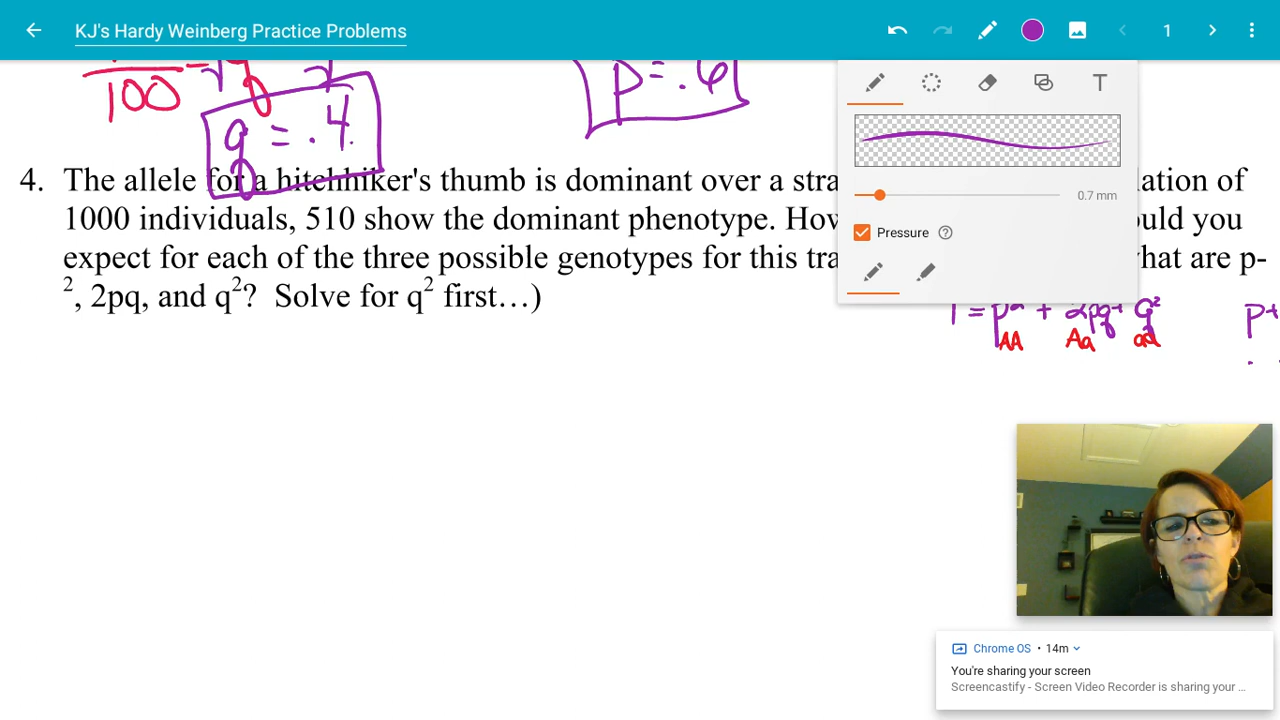 KJ's Hardy Weinberg Practice Problems
1
100
q = .4
p = .6
0.7 mm
Pressure
4. The allele for a hitchhiker's thumb is dominant over a stra lation of
1000 individuals, 510 show the dominant phenotype. How ould you
expect for each of the three possible genotypes for this tra hat are p-
², 2pq, and q²? Solve for q² first…)
1 = p² + 2pq + q² p+
AA Aa aa
Chrome OS • 14m
You're sharing your screen
Screencastify - Screen Video Recorder is sharing your ...